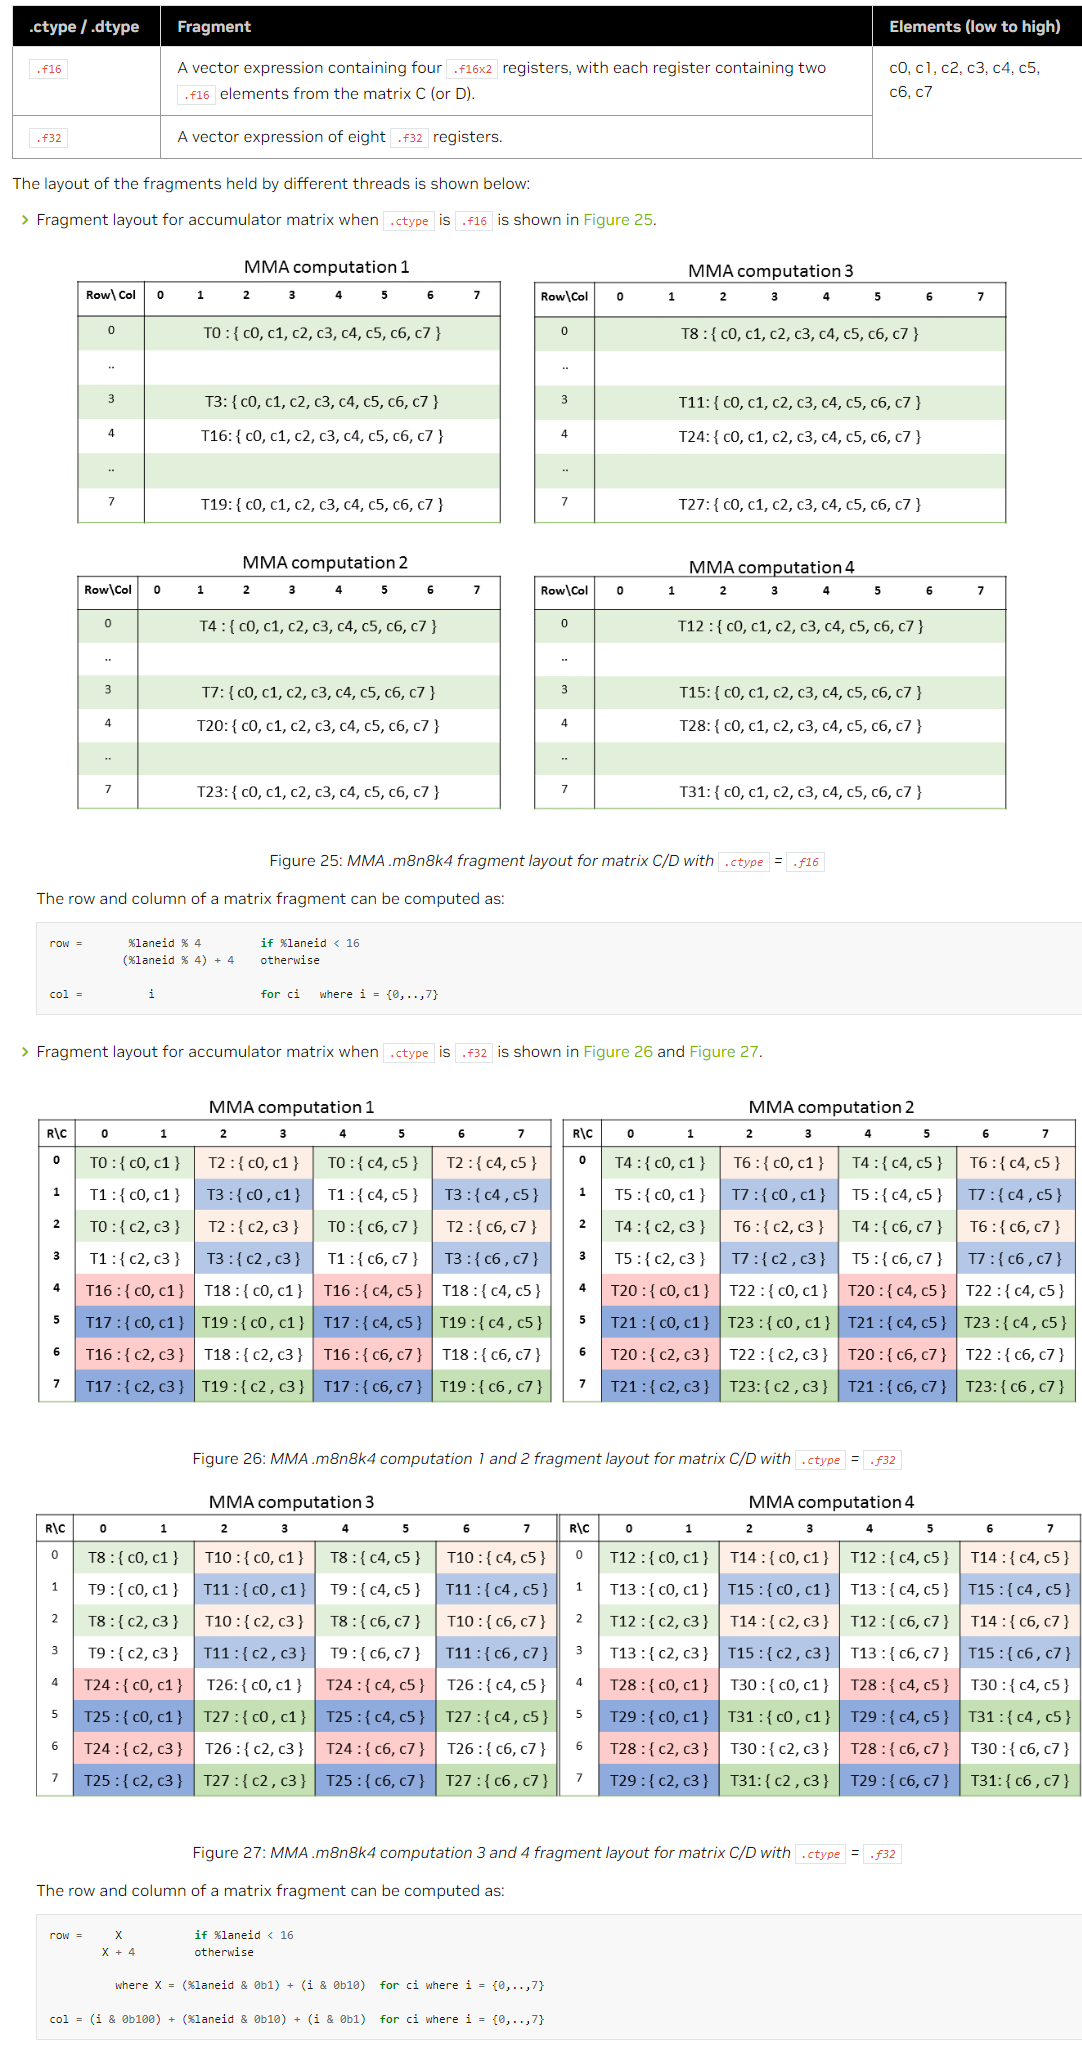 .ctype / .dtype Fragment Elements (low to high)
.f16 A vector expression containing four .f16x2 registers, with each register containing two c0, c1, c2, c3, c4, c5,
.f16 elements from the matrix C (or D). c6, c7
.f32 A vector expression of eight .f32 registers.
The layout of the fragments held by different threads is shown below:
> Fragment layout for accumulator matrix when .ctype is .f16 is shown in Figure 25.
MMA computation 1
Row\ Col 0 1 2 3 4 5 6 7
0 T0 : { c0, c1, c2, c3, c4, c5, c6, c7 }
..
3 T3: { c0, c1, c2, c3, c4, c5, c6, c7 }
4 T16: { c0, c1, c2, c3, c4, c5, c6, c7 }
..
7 T19: { c0, c1, c2, c3, c4, c5, c6, c7 }
MMA computation 3
Row\Col 0 1 2 3 4 5 6 7
0 T8 : { c0, c1, c2, c3, c4, c5, c6, c7 }
..
3 T11: { c0, c1, c2, c3, c4, c5, c6, c7 }
4 T24: { c0, c1, c2, c3, c4, c5, c6, c7 }
..
7 T27: { c0, c1, c2, c3, c4, c5, c6, c7 }
MMA computation 2
Row\Col 0 1 2 3 4 5 6 7
0 T4 : { c0, c1, c2, c3, c4, c5, c6, c7 }
..
3 T7: { c0, c1, c2, c3, c4, c5, c6, c7 }
4 T20: { c0, c1, c2, c3, c4, c5, c6, c7 }
..
7 T23: { c0, c1, c2, c3, c4, c5, c6, c7 }
MMA computation 4
Row\Col 0 1 2 3 4 5 6 7
0 T12 : { c0, c1, c2, c3, c4, c5, c6, c7 }
..
3 T15: { c0, c1, c2, c3, c4, c5, c6, c7 }
4 T28: { c0, c1, c2, c3, c4, c5, c6, c7 }
..
7 T31: { c0, c1, c2, c3, c4, c5, c6, c7 }
Figure 25: MMA .m8n8k4 fragment layout for matrix C/D with .ctype = .f16
The row and column of a matrix fragment can be computed as:
row = %laneid % 4 if %laneid < 16
(%laneid % 4) + 4 otherwise
col = i for ci where i = {0,..,7}
> Fragment layout for accumulator matrix when .ctype is .f32 is shown in Figure 26 and Figure 27.
MMA computation 1
R\C 0 1 2 3 4 5 6 7
0 T0 : { c0, c1 } T2 : { c0, c1 } T0 : { c4, c5 } T2 : { c4, c5 }
1 T1 : { c0, c1 } T3 : { c0 , c1 } T1 : { c4, c5 } T3 : { c4 , c5 }
2 T0 : { c2, c3 } T2 : { c2, c3 } T0 : { c6, c7 } T2 : { c6, c7 }
3 T1 : { c2, c3 } T3 : { c2 , c3 } T1 : { c6, c7 } T3 : { c6 , c7 }
4 T16 : { c0, c1 } T18 : { c0, c1 } T16 : { c4, c5 } T18 : { c4, c5 }
5 T17 : { c0, c1 } T19 : { c0 , c1 } T17 : { c4, c5 } T19 : { c4 , c5 }
6 T16 : { c2, c3 } T18 : { c2, c3 } T16 : { c6, c7 } T18 : { c6, c7 }
7 T17 : { c2, c3 } T19 : { c2 , c3 } T17 : { c6, c7 } T19 : { c6 , c7 }
MMA computation 2
R\C 0 1 2 3 4 5 6 7
0 T4 : { c0, c1 } T6 : { c0, c1 } T4 : { c4, c5 } T6 : { c4, c5 }
1 T5 : { c0, c1 } T7 : { c0 , c1 } T5 : { c4, c5 } T7 : { c4 , c5 }
2 T4 : { c2, c3 } T6 : { c2, c3 } T4 : { c6, c7 } T6 : { c6, c7 }
3 T5 : { c2, c3 } T7 : { c2 , c3 } T5 : { c6, c7 } T7 : { c6 , c7 }
4 T20 : { c0, c1 } T22 : { c0, c1 } T20 : { c4, c5 } T22 : { c4, c5 }
5 T21 : { c0, c1 } T23 : { c0 , c1 } T21 : { c4, c5 } T23 : { c4 , c5 }
6 T20 : { c2, c3 } T22 : { c2, c3 } T20 : { c6, c7 } T22 : { c6, c7 }
7 T21 : { c2, c3 } T23: { c2 , c3 } T21 : { c6, c7 } T23: { c6 , c7 }
Figure 26: MMA .m8n8k4 computation 1 and 2 fragment layout for matrix C/D with .ctype = .f32
MMA computation 3
R\C 0 1 2 3 4 5 6 7
0 T8 : { c0, c1 } T10 : { c0, c1 } T8 : { c4, c5 } T10 : { c4, c5 }
1 T9 : { c0, c1 } T11 : { c0 , c1 } T9 : { c4, c5 } T11 : { c4 , c5 }
2 T8 : { c2, c3 } T10 : { c2, c3 } T8 : { c6, c7 } T10 : { c6, c7 }
3 T9 : { c2, c3 } T11 : { c2 , c3 } T9 : { c6, c7 } T11 : { c6 , c7 }
4 T24 : { c0, c1 } T26: { c0, c1 } T24 : { c4, c5 } T26 : { c4, c5 }
5 T25 : { c0, c1 } T27 : { c0 , c1 } T25 : { c4, c5 } T27 : { c4 , c5 }
6 T24 : { c2, c3 } T26 : { c2, c3 } T24 : { c6, c7 } T26 : { c6, c7 }
7 T25 : { c2, c3 } T27 : { c2 , c3 } T25 : { c6, c7 } T27 : { c6 , c7 }
MMA computation 4
R\C 0 1 2 3 4 5 6 7
0 T12 : { c0, c1 } T14 : { c0, c1 } T12 : { c4, c5 } T14 : { c4, c5 }
1 T13 : { c0, c1 } T15 : { c0 , c1 } T13 : { c4, c5 } T15 : { c4 , c5 }
2 T12 : { c2, c3 } T14 : { c2, c3 } T12 : { c6, c7 } T14 : { c6, c7 }
3 T13 : { c2, c3 } T15 : { c2 , c3 } T13 : { c6, c7 } T15 : { c6 , c7 }
4 T28 : { c0, c1 } T30 : { c0, c1 } T28 : { c4, c5 } T30 : { c4, c5 }
5 T29 : { c0, c1 } T31 : { c0 , c1 } T29 : { c4, c5 } T31 : { c4 , c5 }
6 T28 : { c2, c3 } T30 : { c2, c3 } T28 : { c6, c7 } T30 : { c6, c7 }
7 T29 : { c2, c3 } T31: { c2 , c3 } T29 : { c6, c7 } T31: { c6 , c7 }
Figure 27: MMA .m8n8k4 computation 3 and 4 fragment layout for matrix C/D with .ctype = .f32
The row and column of a matrix fragment can be computed as:
row = X if %laneid < 16
X + 4 otherwise
where X = (%laneid & 0b1) + (i & 0b10) for ci where i = {0,..,7}
col = (i & 0b100) + (%laneid & 0b10) + (i & 0b1) for ci where i = {0,..,7}